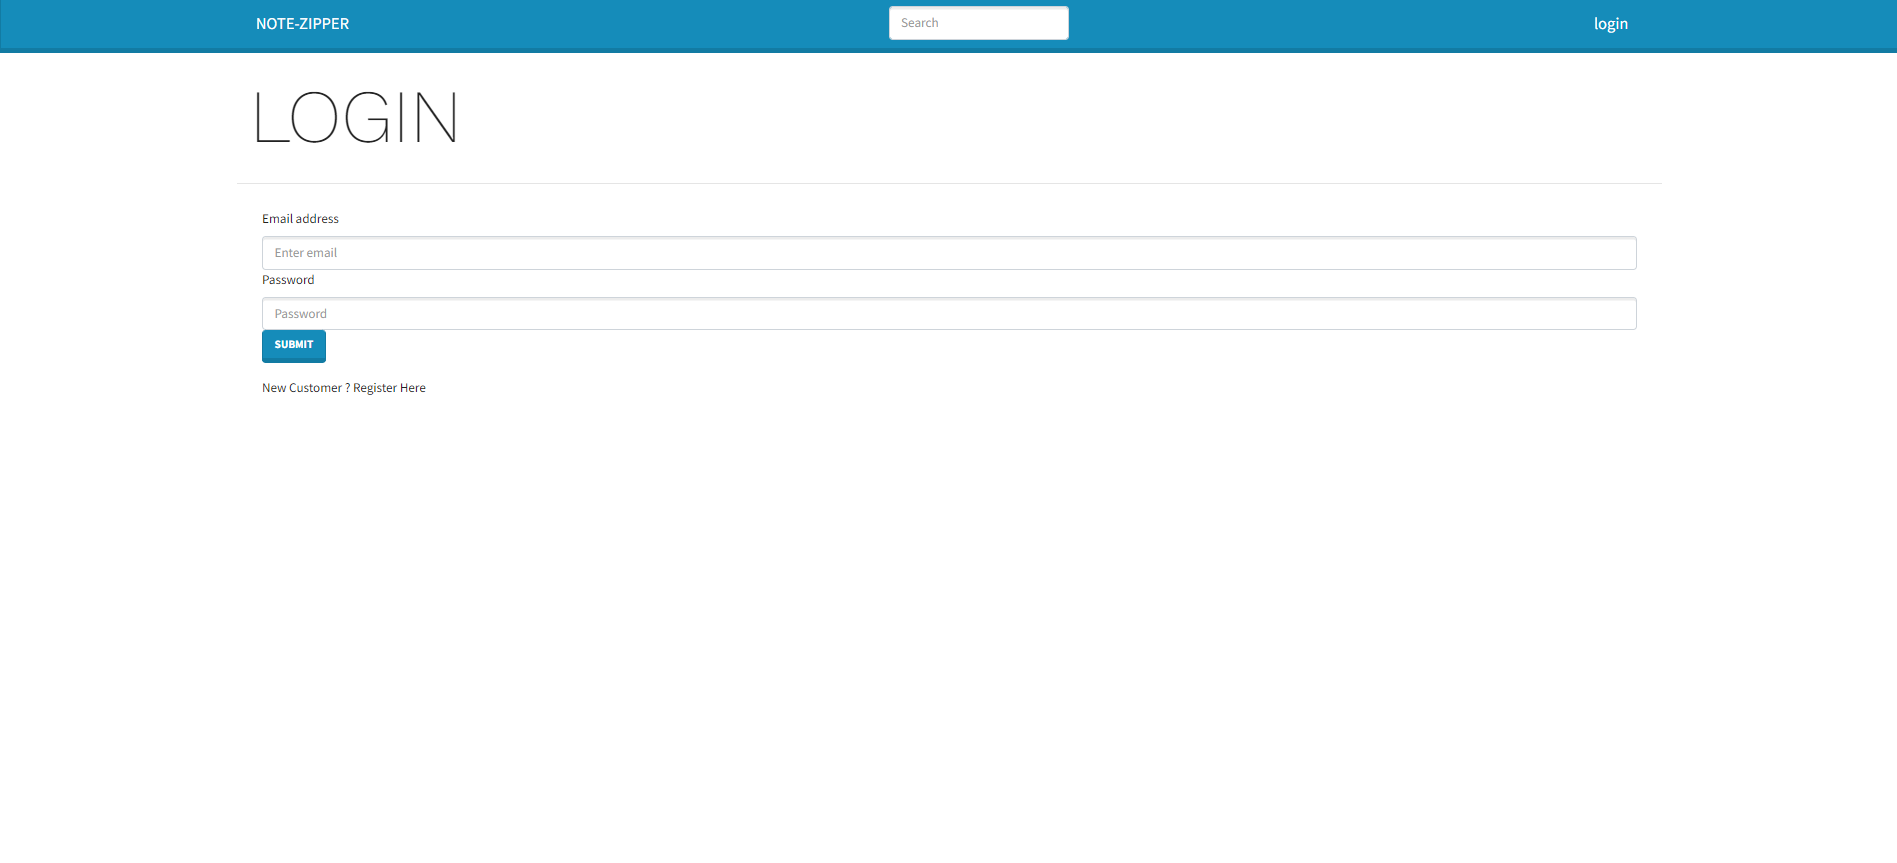 NOTE-ZIPPER
Search
login
LOGIN
Email address
Enter email
Password
Password
SUBMIT
New Customer ? Register Here